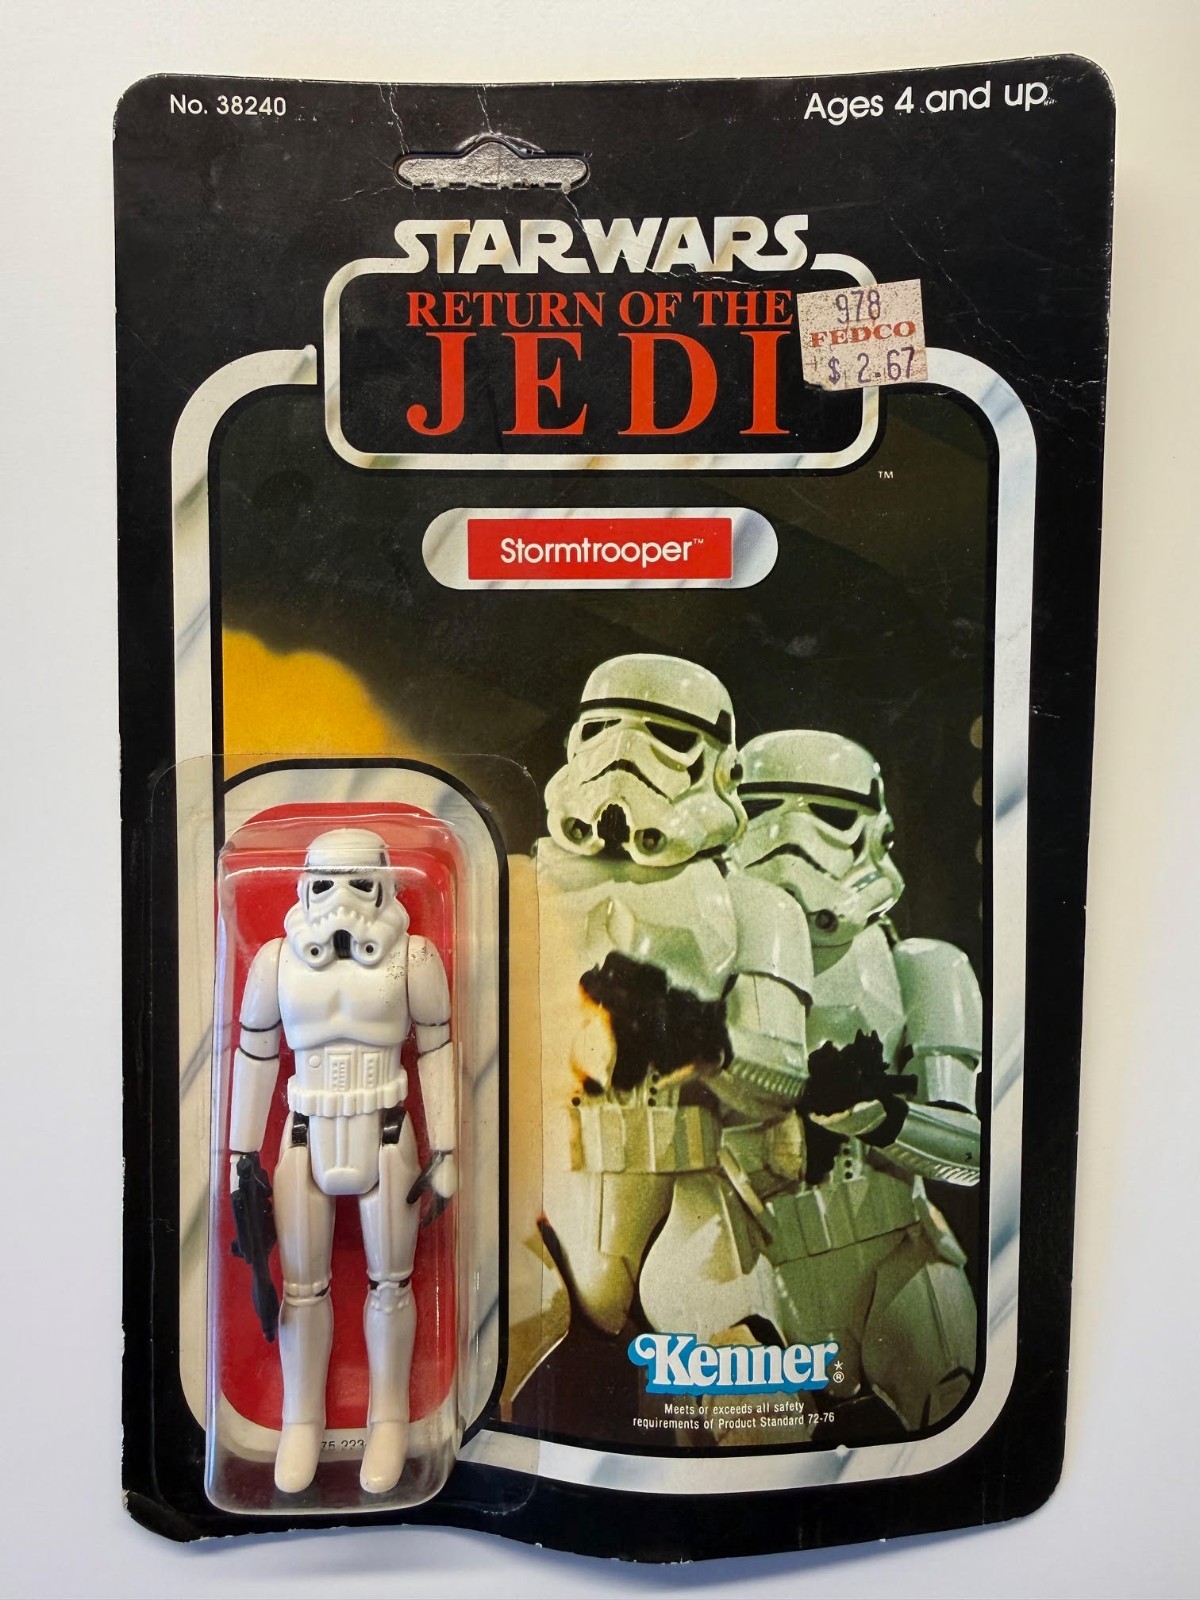 No. 38240
Ages 4 and up
STAR WARS
RETURN OF THE
JEDI
978
FEDCO
$ 2.67
TM
Stormtrooper™
Kenner®
Meets or exceeds all safety
requirements of Product Standard 72-76